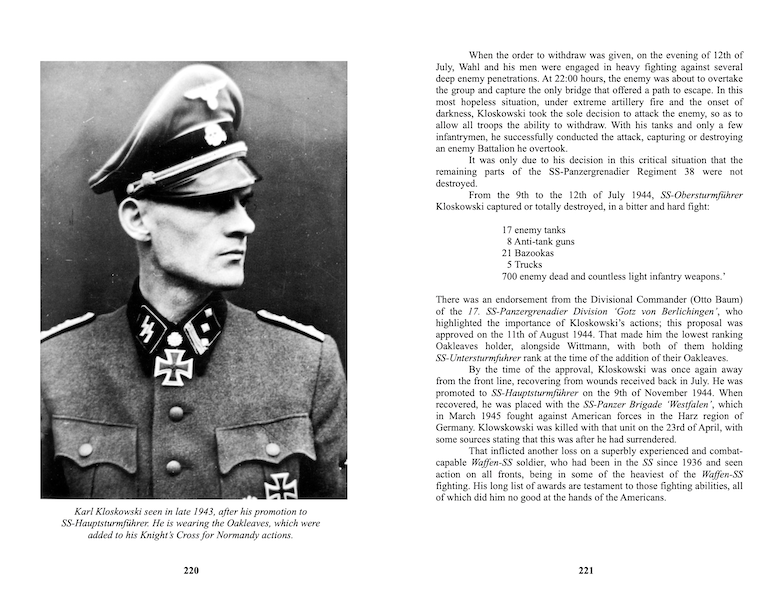 Karl Kloskowski seen in late 1943, after his promotion to
SS-Hauptsturmführer. He is wearing the Oakleaves, which were
added to his Knight's Cross for Normandy actions.
220
When the order to withdraw was given, on the evening of 12th of
July, Wahl and his men were engaged in heavy fighting against several
deep enemy penetrations. At 22:00 hours, the enemy was about to overtake
the group and capture the only bridge that offered a path to escape. In this
most hopeless situation, under extreme artillery fire and the onset of
darkness, Kloskowski took the sole decision to attack the enemy, so as to
allow all troops the ability to withdraw. With his tanks and only a few
infantrymen, he successfully conducted the attack, capturing or destroying
an enemy Battalion he overtook.
It was only due to his decision in this critical situation that the
remaining parts of the SS-Panzergrenadier Regiment 38 were not
destroyed.
From the 9th to the 12th of July 1944, SS-Obersturmführer
Kloskowski captured or totally destroyed, in a bitter and hard fight:
17 enemy tanks
8 Anti-tank guns
21 Bazookas
5 Trucks
700 enemy dead and countless light infantry weapons.'
There was an endorsement from the Divisional Commander (Otto Baum)
of the 17. SS-Panzergrenadier Division 'Gotz von Berlichingen', who
highlighted the importance of Kloskowski's actions; this proposal was
approved on the 11th of August 1944. That made him the lowest ranking
Oakleaves holder, alongside Wittmann, with both of them holding
SS-Untersturmfuhrer rank at the time of the addition of their Oakleaves.
By the time of the approval, Kloskowski was once again away
from the front line, recovering from wounds received back in July. He was
promoted to SS-Hauptsturmführer on the 9th of November 1944. When
recovered, he was placed with the SS-Panzer Brigade 'Westfalen', which
in March 1945 fought against American forces in the Harz region of
Germany. Klowskowski was killed with that unit on the 23rd of April, with
some sources stating that this was after he had surrendered.
That inflicted another loss on a superbly experienced and combat-
capable Waffen-SS soldier, who had been in the SS since 1936 and seen
action on all fronts, being in some of the heaviest of the Waffen-SS
fighting. His long list of awards are testament to those fighting abilities, all
of which did him no good at the hands of the Americans.
221